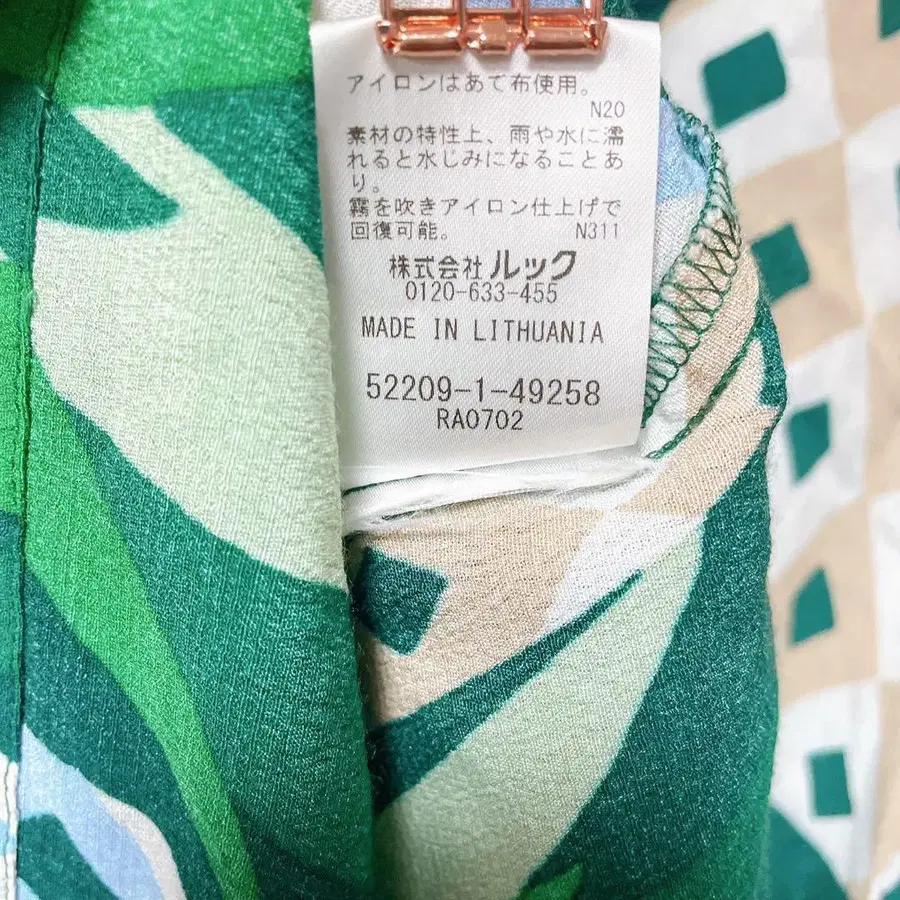 アイロンはあて布使用。
N20
素材の特性上、雨や水に濡
れると水じみになることあ
り。
霧を吹きアイロン仕上げで
回復可能。 N311
株式会社 ルック
0120-633-455
MADE IN LITHUANIA
52209-1-49258
RA0702